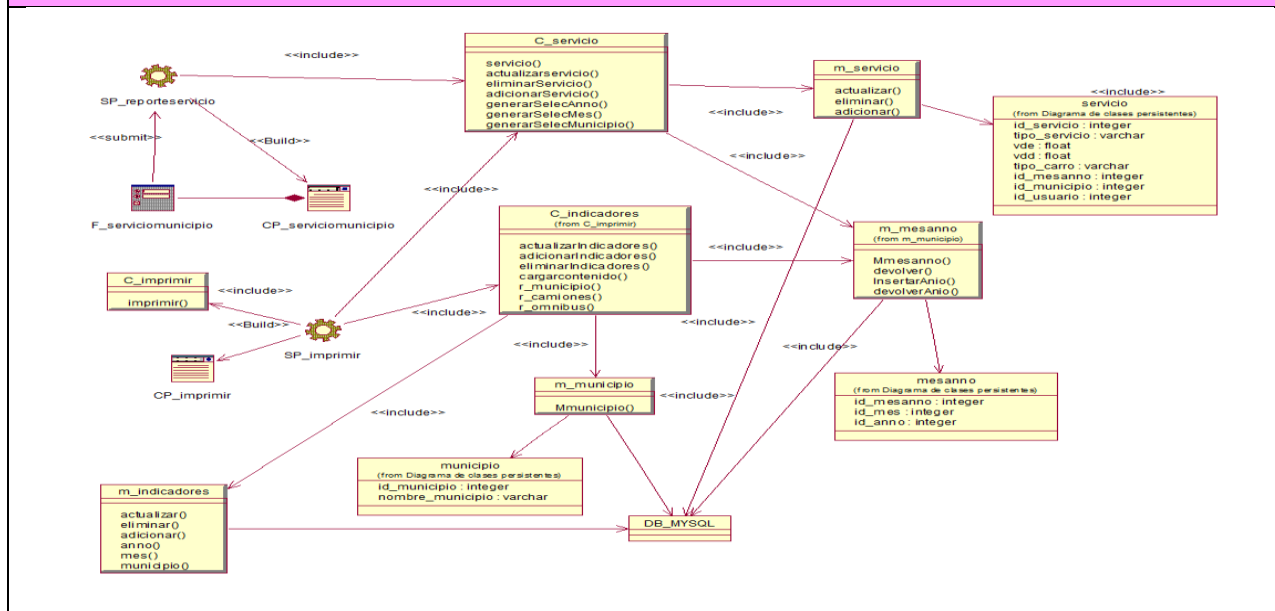 <<include>>
C_servicio
servicio()
actualizarservicio()
eliminarServicio()
adicionarServicio()
generarSelecAnno()
generarSelecMes()
generarSelecMunicipio()
m_servicio
actualizar()
eliminar()
adicionar()
<<include>>
servicio
(from Diagrama de clases persistentes)
id_servicio : integer
tipo_servicio : varchar
vde : float
vdd : float
tipo_carro : varchar
id_mesanno : integer
id_municipio : integer
id_usuario : integer
SP_reporteservicio
<<submit>>
<<Build>>
<<include>>
<<include>>
<<include>>
F_serviciomunicipio
CP_serviciomunicipio
C_indicadores
(from C_imprimir)
actualizarIndicadores()
adicionarIndicadores()
eliminarIndicadores()
cargarcontenido()
r_municipio()
r_camiones()
r_omnibus()
m_mesanno
(from m_municipio)
Mmesanno()
devolver()
InsertarAnio()
devolverAnio()
C_imprimir
imprimir()
<<include>>
<<Build>>
SP_imprimir
<<include>>
<<include>>
<<include>>
<<include>>
CP_imprimir
m_municipio
Mmunicipio()
<<include>>
<<include>>
mesanno
(from Diagrama de clases persistentes)
id_mesanno : integer
id_mes : integer
id_anno : integer
municipio
(from Diagrama de clases persistentes)
id_municipio : integer
nombre_municipio : varchar
m_indicadores
actualizar()
eliminar()
adicionar()
anno()
mes()
municipio()
DB_MYSQL